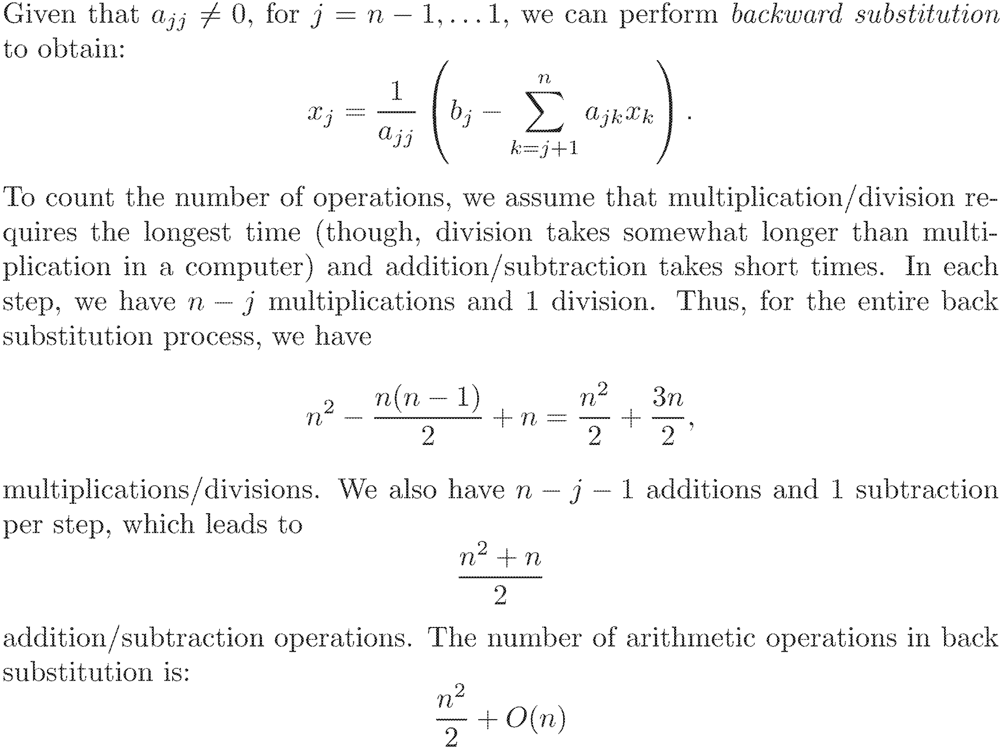 Given that $a_{jj} \neq 0$, for $j = n - 1, \ldots 1$, we can perform backward substitution
to obtain:
$$x_j = \frac{1}{a_{jj}} \left( b_j - \sum_{k=j+1}^{n} a_{jk} x_k \right).$$
To count the number of operations, we assume that multiplication/division re-
quires the longest time (though, division takes somewhat longer than multi-
plication in a computer) and addition/subtraction takes short times. In each
step, we have $n - j$ multiplications and 1 division. Thus, for the entire back
substitution process, we have
$$n^2 - \frac{n(n-1)}{2} + n = \frac{n^2}{2} + \frac{3n}{2},$$
multiplications/divisions. We also have $n - j - 1$ additions and 1 subtraction
per step, which leads to
$$\frac{n^2 + n}{2}$$
addition/subtraction operations. The number of arithmetic operations in back
substitution is:
$$\frac{n^2}{2} + O(n)$$